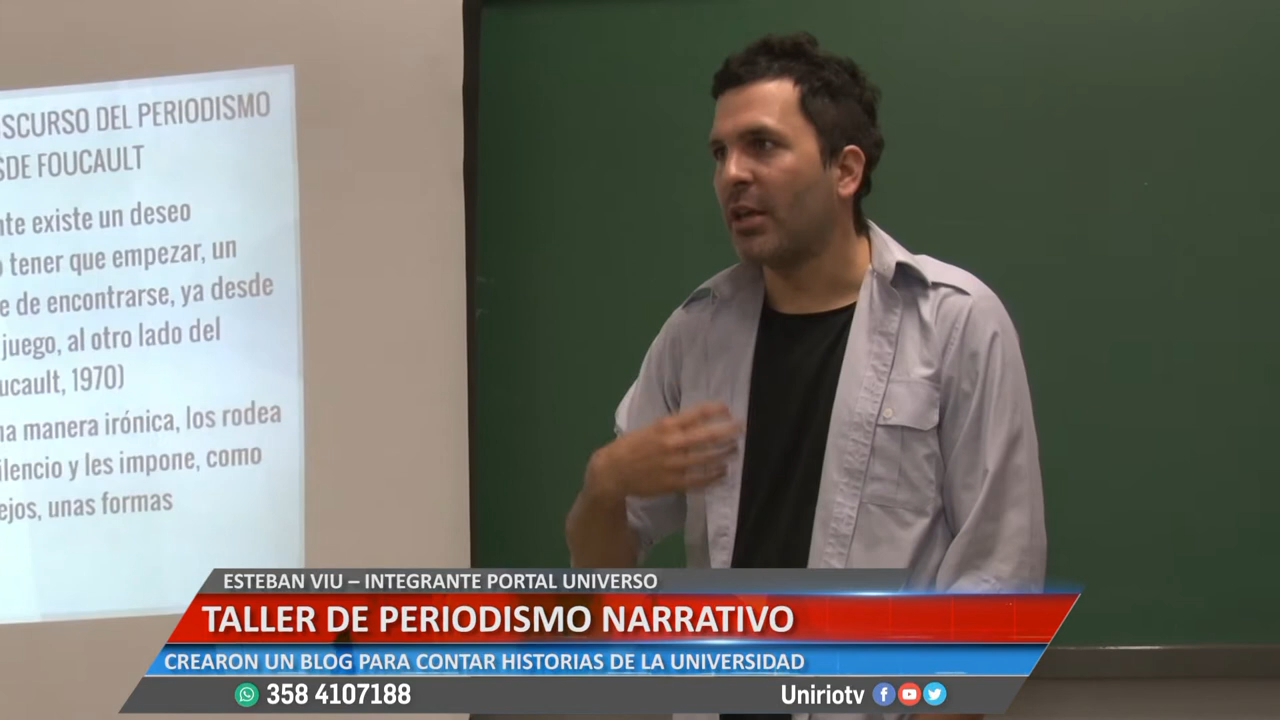 SCURSO DEL PERIODISMO
SDE FOUCAULT
nte existe un deseo
tener que empezar, un
e de encontrarse, ya desde
juego, al otro lado del
ucault, 1970)
na manera irónica, los rodea
ilencio y les impone, como
ejos, unas formas
ESTEBAN VIU – INTEGRANTE PORTAL UNIVERSO
TALLER DE PERIODISMO NARRATIVO
CREARON UN BLOG PARA CONTAR HISTORIAS DE LA UNIVERSIDAD
358 4107188
Uniriotv